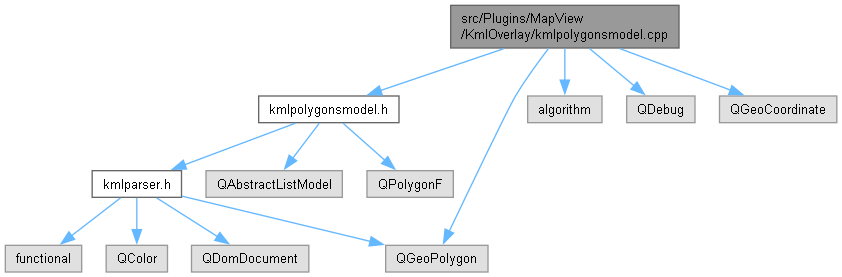 src/Plugins/MapView
/KmlOverlay/kmlpolygonsmodel.cpp
kmlpolygonsmodel.h
algorithm
QDebug
QGeoCoordinate
kmlparser.h
QAbstractListModel
QPolygonF
functional
QColor
QDomDocument
QGeoPolygon